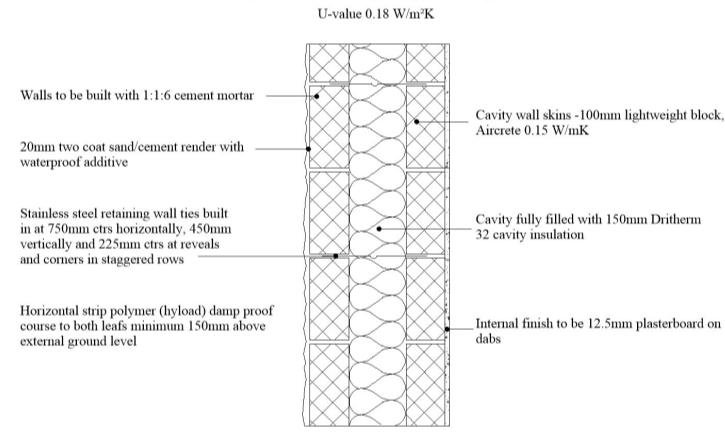 U-value 0.18 W/m²K
Walls to be built with 1:1:6 cement mortar
20mm two coat sand/cement render with
waterproof additive
Stainless steel retaining wall ties built
in at 750mm ctrs horizontally, 450mm
vertically and 225mm ctrs at reveals
and corners in staggered rows
Horizontal strip polymer (hyload) damp proof
course to both leafs minimum 150mm above
external ground level
Cavity wall skins -100mm lightweight block,
Aircrete 0.15 W/mK
Cavity fully filled with 150mm Dritherm
32 cavity insulation
Internal finish to be 12.5mm plasterboard on
dabs